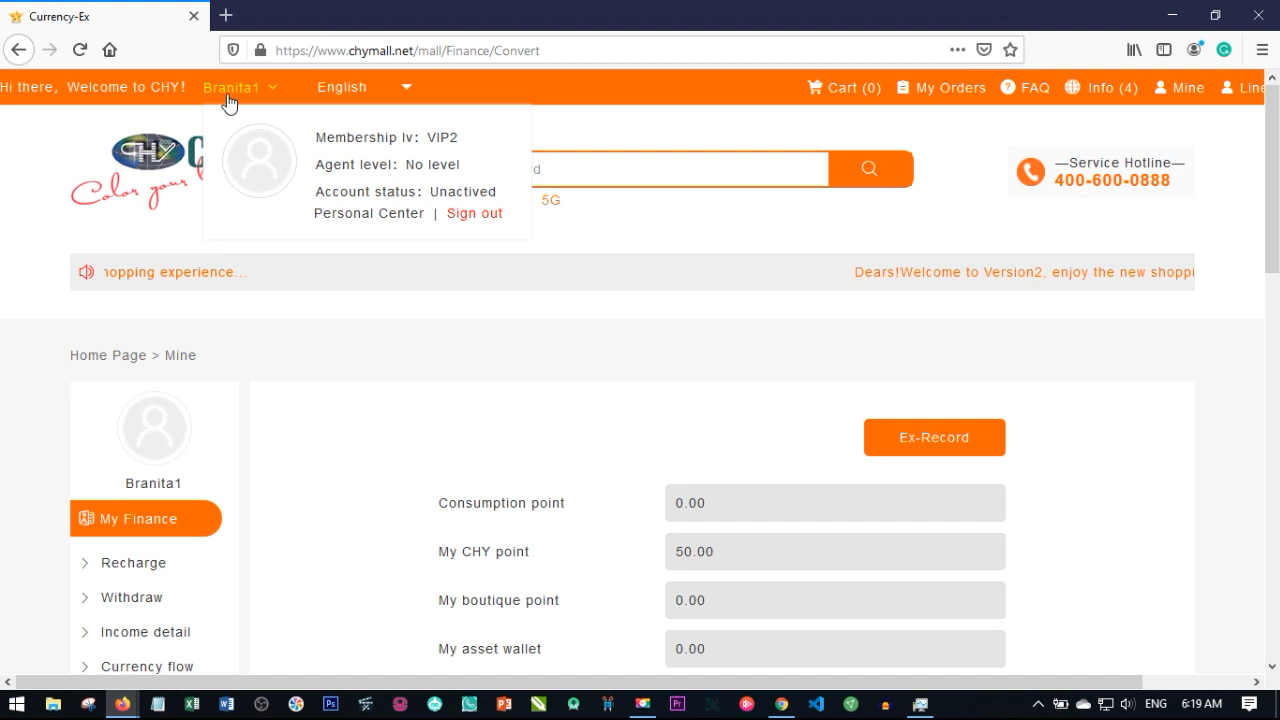 Currency-Ex
https://www.chymall.net/mall/Finance/Convert
Hi there, Welcome to CHY! Branita1 English Cart (0) My Orders FAQ Info (4) Mine Line
CHY C
Color your
Membership lv: VIP2
Agent level: No level
Account status: Unactived
Personal Center | Sign out
rd
5G
—Service Hotline—
400-600-0888
hopping experience... Dears!Welcome to Version2, enjoy the new shoppi
Home Page > Mine
Branita1
My Finance
Recharge
Withdraw
Income detail
Currency flow
Ex-Record
Consumption point 0.00
My CHY point 50.00
My boutique point 0.00
My asset wallet 0.00
ENG 6:19 AM